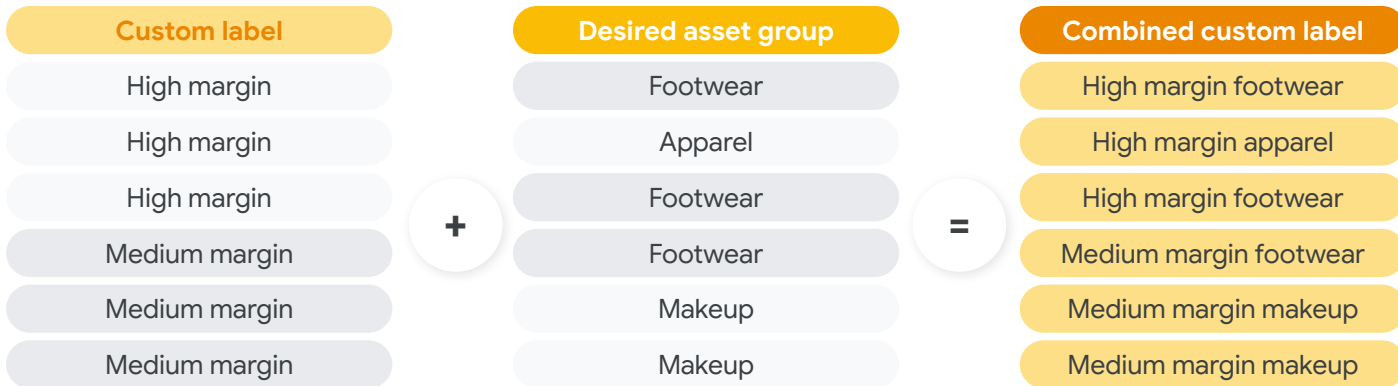 Custom label
Desired asset group
Combined custom label
High margin
Footwear
High margin footwear
High margin
Apparel
High margin apparel
High margin
Footwear
High margin footwear
+
=
Medium margin
Footwear
Medium margin footwear
Medium margin
Makeup
Medium margin makeup
Medium margin
Makeup
Medium margin makeup